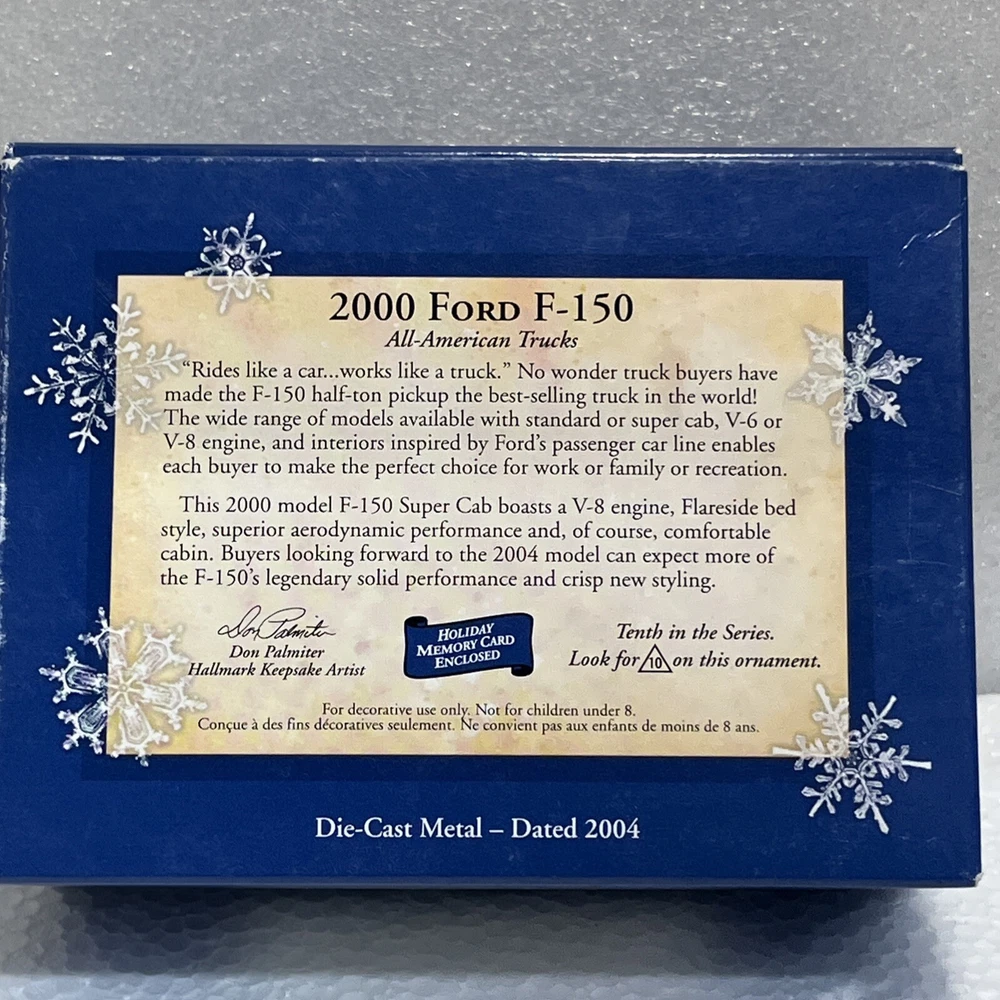 2000 FORD F-150
All-American Trucks
“Rides like a car...works like a truck.” No wonder truck buyers have
made the F-150 half-ton pickup the best-selling truck in the world!
The wide range of models available with standard or super cab, V-6 or
V-8 engine, and interiors inspired by Ford’s passenger car line enables
each buyer to make the perfect choice for work or family or recreation.
This 2000 model F-150 Super Cab boasts a V-8 engine, Flareside bed
style, superior aerodynamic performance and, of course, comfortable
cabin. Buyers looking forward to the 2004 model can expect more of
the F-150’s legendary solid performance and crisp new styling.
Don Palmiter
Don Palmiter
Hallmark Keepsake Artist
HOLIDAY
MEMORY CARD
ENCLOSED
Tenth in the Series.
Look for 10 on this ornament.
For decorative use only. Not for children under 8.
Conçue à des fins décoratives seulement. Ne convient pas aux enfants de moins de 8 ans.
Die-Cast Metal – Dated 2004